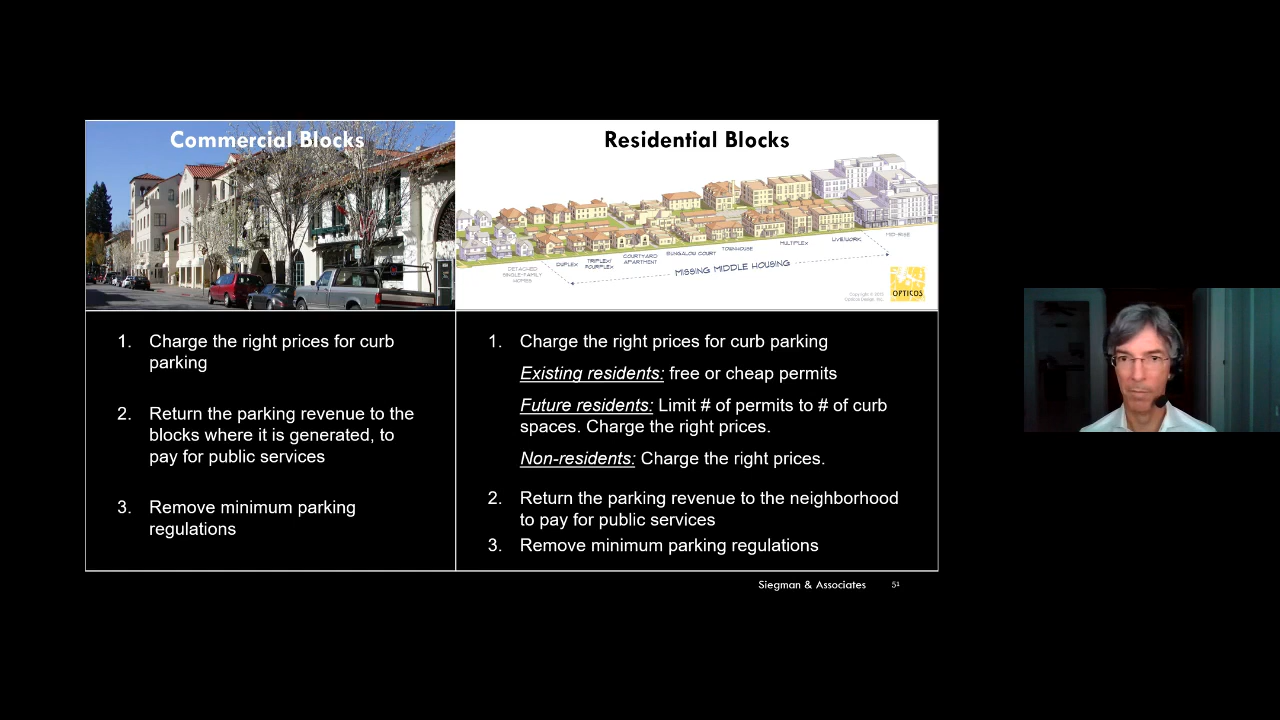 Commercial Blocks
Residential Blocks
DETACHED
SINGLE-FAMILY
HOMES
DUPLEX
TRIPLEX/
FOURPLEX
COURTYARD
APARTMENT
BUNGALOW COURT
TOWNHOUSE
MULTIPLEX
LIVE/WORK
MID-RISE
MISSING MIDDLE HOUSING
OPTICOS
1. Charge the right prices for curb
parking
2. Return the parking revenue to the
blocks where it is generated, to
pay for public services
3. Remove minimum parking
regulations
1. Charge the right prices for curb parking
Existing residents: free or cheap permits
Future residents: Limit # of permits to # of curb
spaces. Charge the right prices.
Non-residents: Charge the right prices.
2. Return the parking revenue to the neighborhood
to pay for public services
3. Remove minimum parking regulations
Siegman & Associates 51